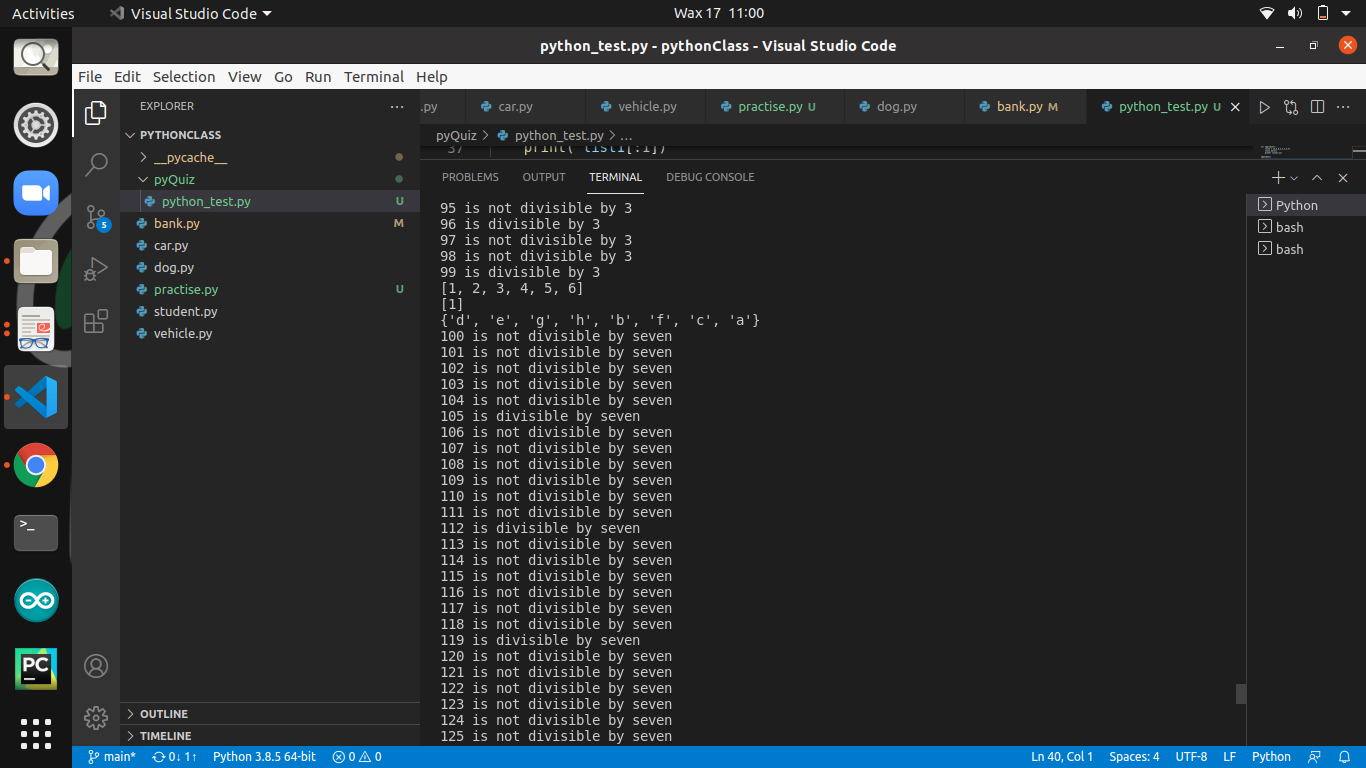 Activities
Visual Studio Code
Wax 17 11:00
python_test.py - pythonClass - Visual Studio Code
File Edit Selection View Go Run Terminal Help
EXPLORER
PYTHONCLASS
__pycache__
pyQuiz
python_test.py U
bank.py M
car.py
dog.py
practise.py U
student.py
vehicle.py
OUTLINE
TIMELINE
5
>_
PC
.py
car.py
vehicle.py
practise.py U
dog.py
bank.py M
python_test.py U
pyQuiz > python_test.py > ...
37 print( list1[:1])
PROBLEMS OUTPUT TERMINAL DEBUG CONSOLE
95 is not divisible by 3
96 is divisible by 3
97 is not divisible by 3
98 is not divisible by 3
99 is divisible by 3
[1, 2, 3, 4, 5, 6]
[1]
{'d', 'e', 'g', 'h', 'b', 'f', 'c', 'a'}
100 is not divisible by seven
101 is not divisible by seven
102 is not divisible by seven
103 is not divisible by seven
104 is not divisible by seven
105 is divisible by seven
106 is not divisible by seven
107 is not divisible by seven
108 is not divisible by seven
109 is not divisible by seven
110 is not divisible by seven
111 is not divisible by seven
112 is divisible by seven
113 is not divisible by seven
114 is not divisible by seven
115 is not divisible by seven
116 is not divisible by seven
117 is not divisible by seven
118 is not divisible by seven
119 is divisible by seven
120 is not divisible by seven
121 is not divisible by seven
122 is not divisible by seven
123 is not divisible by seven
124 is not divisible by seven
125 is not divisible by seven
Python
bash
bash
main* 0↓ 1↑ Python 3.8.5 64-bit 0 0
Ln 40, Col 1 Spaces: 4 UTF-8 LF Python